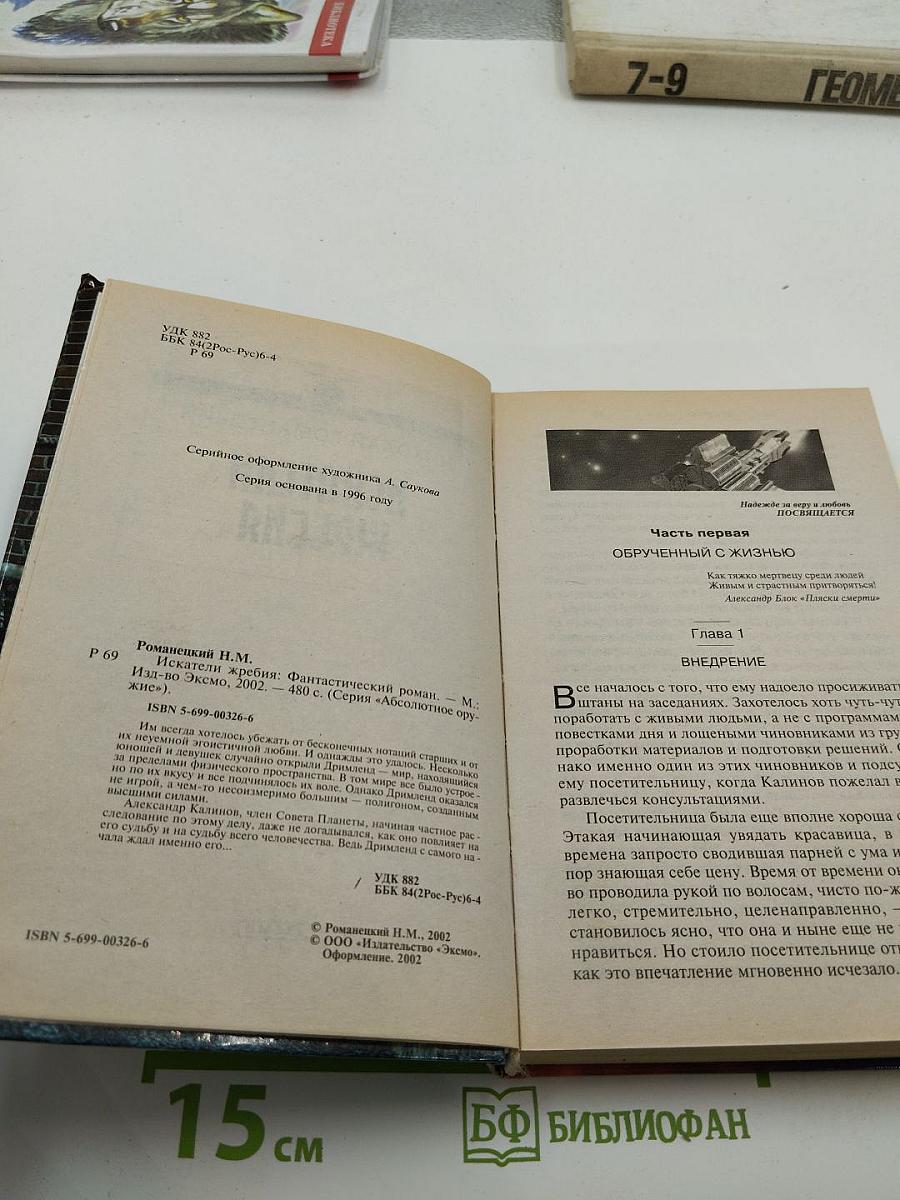 БИБЛИОТЕКА
7-9
УДК 882
ББК 84(2Рос-Рус)6-4
Р 69
Серийное оформление художника А. Саукова
Серия основана в 1996 году
Романецкий Н.М.
Р 69
Искатели жребия: Фантастический роман. — М.:
Изд-во Эксмо, 2002. — 480 с. (Серия «Абсолютное ору-
жие»).
ISBN 5-699-00326-6
Им всегда хотелось убежать от бесконечных нотаций старших и от
их неуемной эгоистичной любви. И однажды это удалось. Несколько
юношей и девушек случайно открыли Дримленд — мир, находящийся
за пределами физического пространства. В том мире все было устрое-
но по их вкусу и все подчинялось их воле. Однако Дримленд оказался
не игрой, а чем-то несоизмеримо большим — полигоном, созданным
высшими силами.
Александр Калинов, член Совета Планеты, начиная частное рас-
следование по этому делу, даже не догадывался, как оно повлияет на
его судьбу и на судьбу всего человечества. Ведь Дримленд с самого на-
чала ждал именно его...
УДК 882
ББК 84(2Рос-Рус)6-4
ISBN 5-699-00326-6
© Романецкий Н.М., 2002
© ООО «Издательство «Эксмо».
Оформление. 2002
Надежде за веру и любовь
ПОСВЯЩАЕТСЯ
Часть первая
ОБРУЧЕННЫЙ С ЖИЗНЬЮ
Как тяжко мертвецу среди людей
Живым и страстным притворяться!
Александр Блок «Пляски смерти»
Глава 1
ВНЕДРЕНИЕ
Все началось с того, что ему надоело просиживать
штаны на заседаниях. Захотелось хоть чуть-чут
поработать с живыми людьми, а не с программам
повестками дня и лощеными чиновниками из гру
проработки материалов и подготовки решений. О
нако именно один из этих чиновников и подсу
ему посетительницу, когда Калинов пожелал в
развлечься консультациями.
Посетительница была еще вполне хороша с
Этакая начинающая увядать красавица, в
времена запросто сводившая парней с ума и
пор знающая себе цену. Время от времени он
во проводила рукой по волосам, чисто по-ж
легко, стремительно, целенаправленно, —
становилось ясно, что она и ныне еще не
нравиться. Но стоило посетительнице отк
как это впечатление мгновенно исчезало.
15 см
БФ БИБЛИОФАН